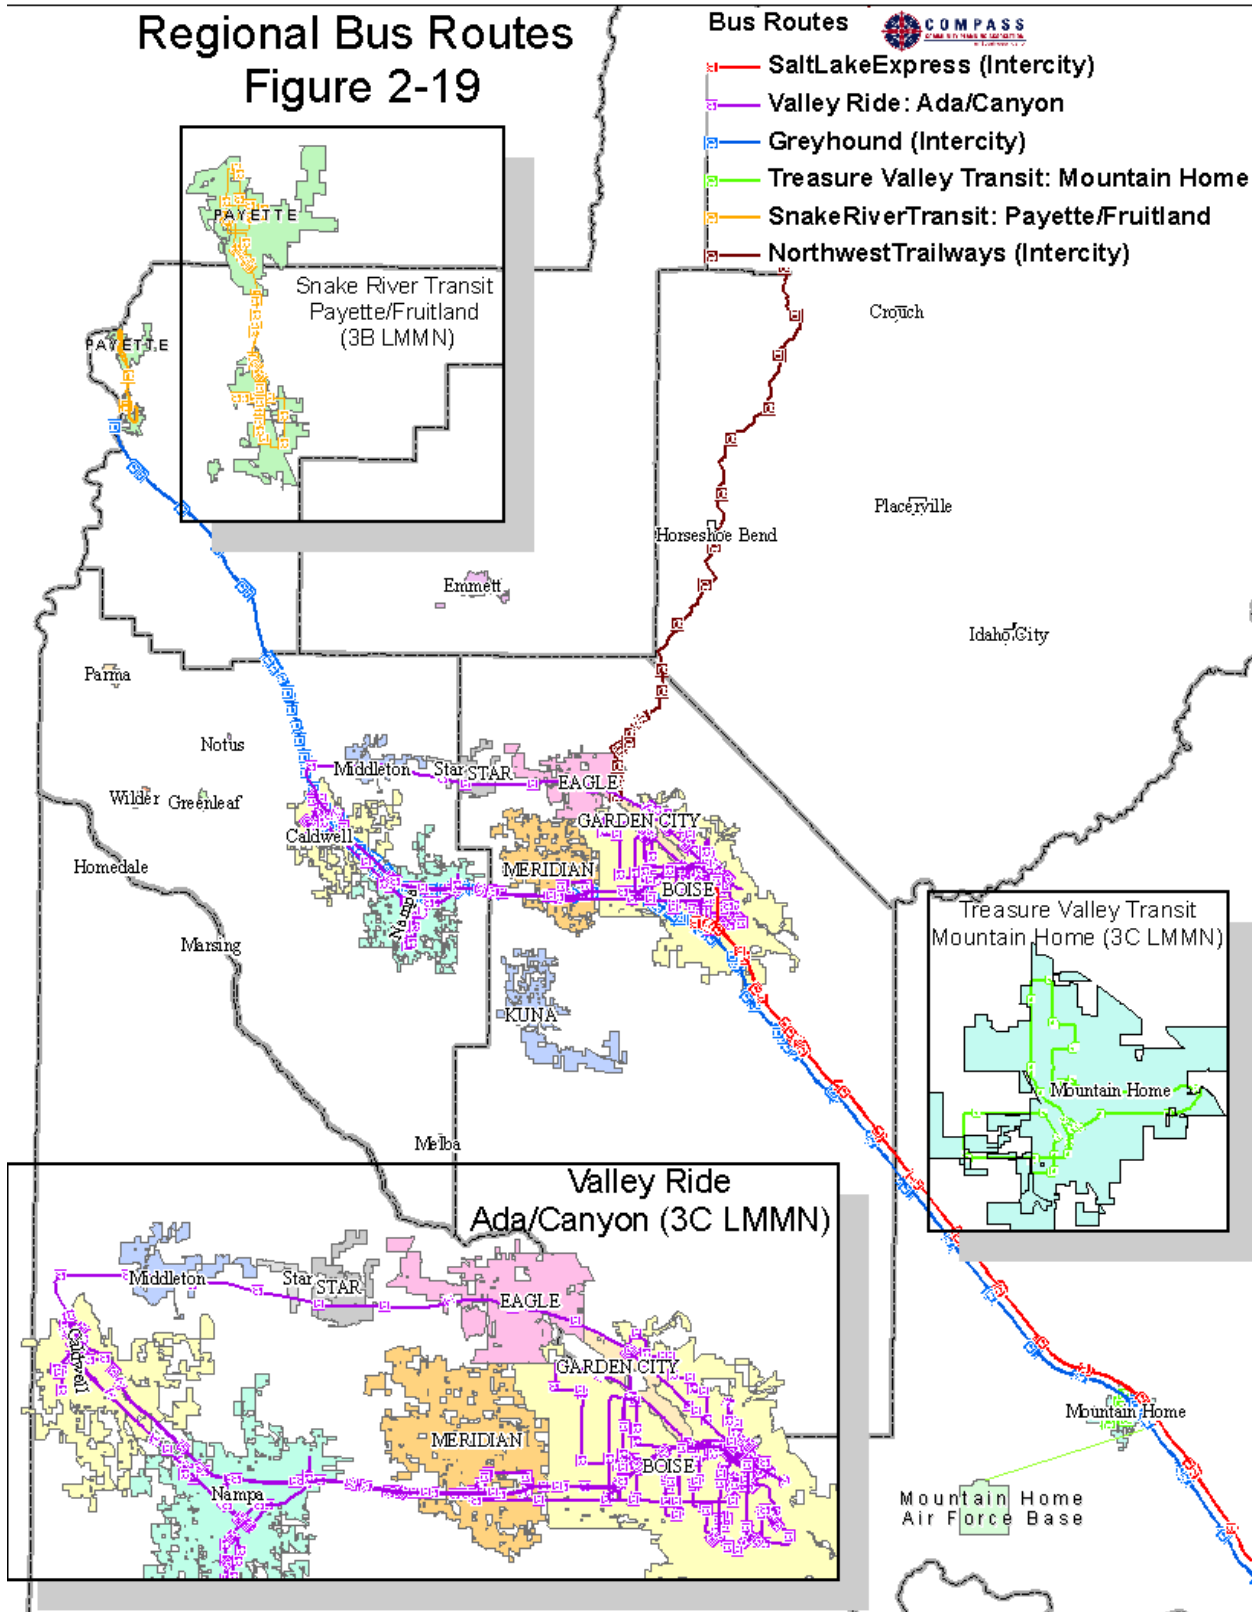 Regional Bus Routes
Figure 2-19
Bus Routes
COMPASS
SaltLakeExpress (Intercity)
Valley Ride: Ada/Canyon
Greyhound (Intercity)
Treasure Valley Transit: Mountain Home
SnakeRiverTransit: Payette/Fruitland
NorthwestTrailways (Intercity)
PAYETTE
Snake River Transit
Payette/Fruitland
(3B LMMN)
PAYETTE
Crouch
Placerville
Horseshoe Bend
Emmett
Idaho City
Parma
Notus
Middleton
Star
STAR
EAGLE
Wilder
Greenleaf
GARDEN CITY
Caldwell
Homedale
MERIDIAN
BOISE
Nampa
Marsing
KUNA
Melba
Treasure Valley Transit
Mountain Home (3C LMMN)
Mountain Home
Valley Ride
Ada/Canyon (3C LMMN)
Middleton
Star
STAR
EAGLE
Caldwell
GARDEN CITY
MERIDIAN
BOISE
Nampa
Mountain Home
Mountain Home
Air Force Base